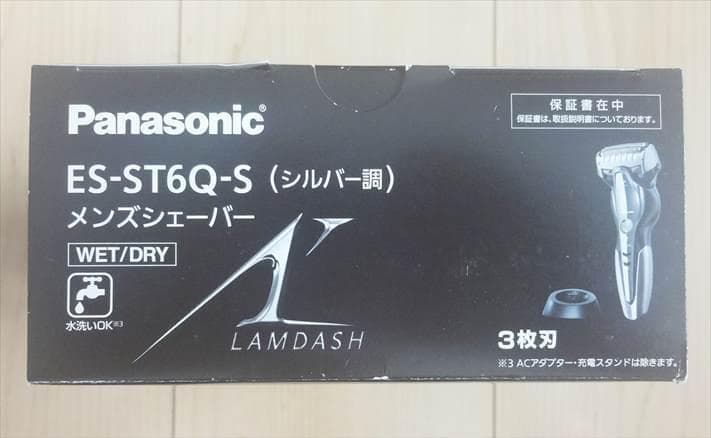 Panasonic®
保証書在中
保証書は、取扱説明書についております。
ES-ST6Q-S (シルバー調)
メンズシェーバー
WET/DRY
水洗いOK※3
LAMDASH
3枚刃
※3 ACアダプター・充電スタンドは除きます。